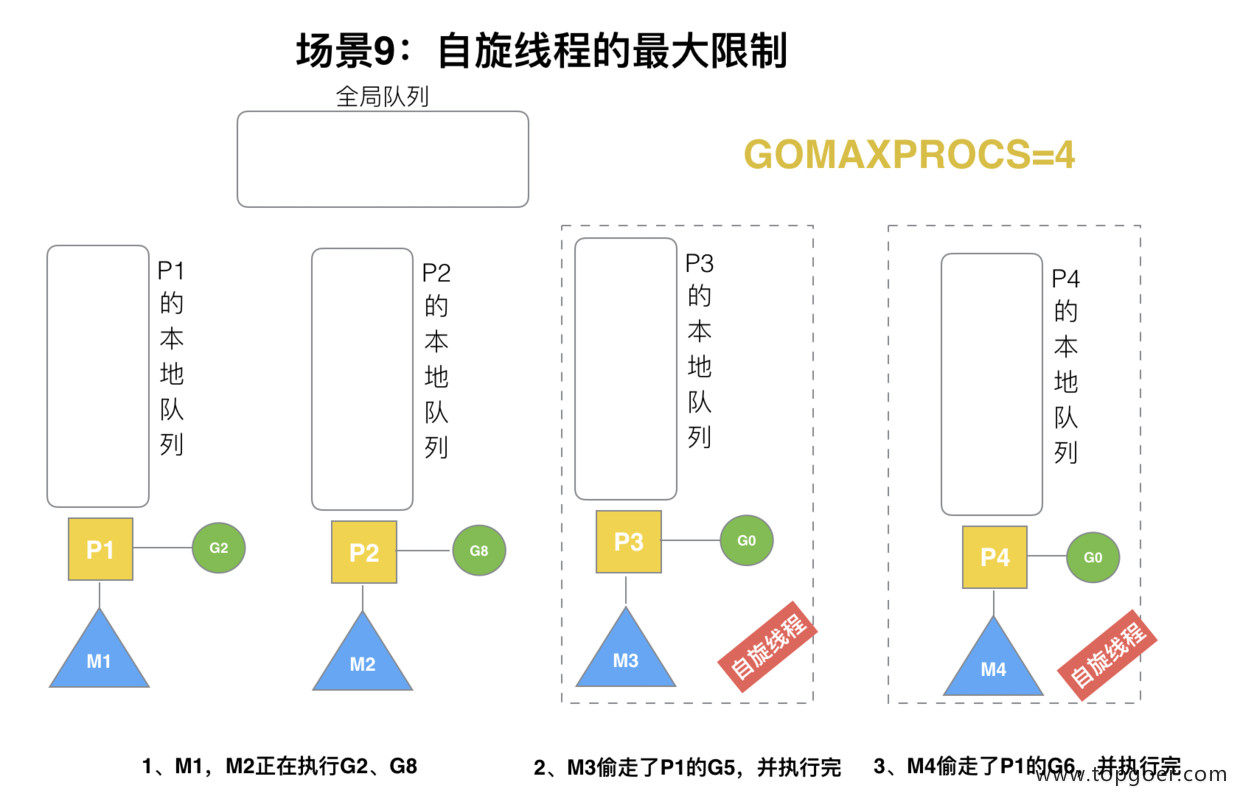 场景9：自旋线程的最大限制
全局队列
GOMAXPROCS=4
P1的本地队列
P2的本地队列
P3的本地队列
P4的本地队列
P1
G2
P2
G8
P3
G0
P4
G0
M1
M2
M3
自旋线程
M4
自旋线程
1、M1，M2正在执行G2、G8
2、M3偷走了P1的G5，并执行完
3、M4偷走了P1的G6，并执行完
www.topgoer.com